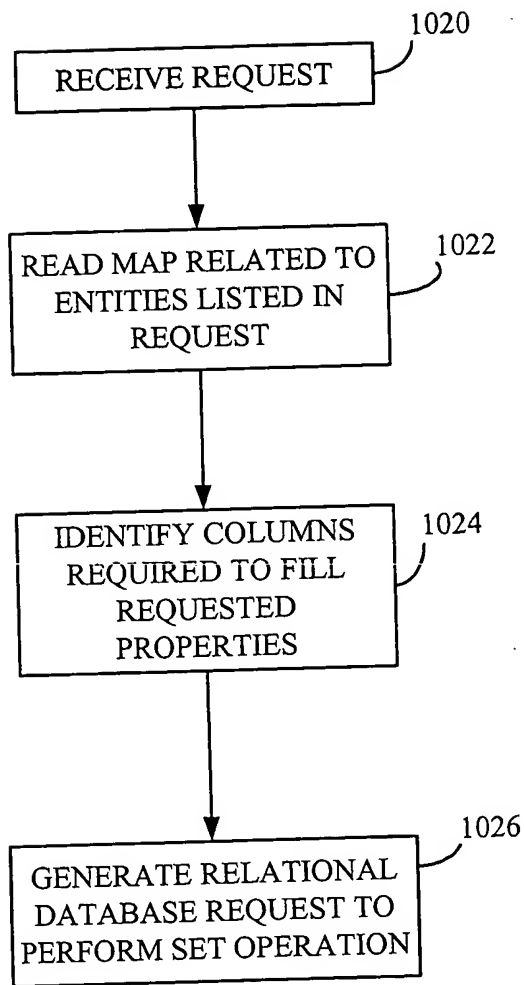 1020
RECEIVE REQUEST
READ MAP RELATED TO
ENTITIES LISTED IN
REQUEST
1022
IDENTIFY COLUMNS
REQUIRED TO FILL
REQUESTED
PROPERTIES
1024
1026
GENERATE RELATIONAL
DATABASE REQUEST TO
PERFORM SET OPERATION